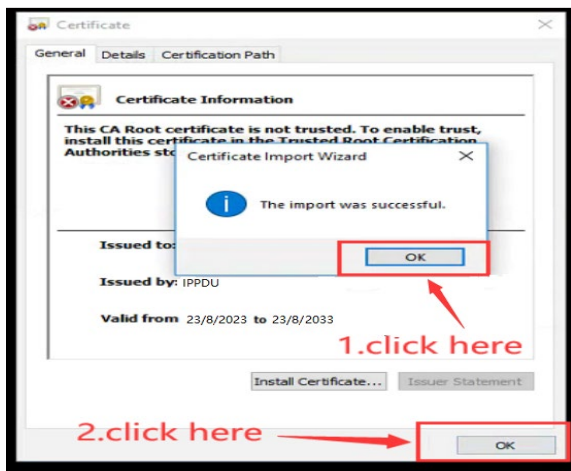 Certificate
General Details Certification Path
Certificate Information
This CA Root certificate is not trusted. To enable trust,
install this certificate in the Trusted Root Certification
Authorities sto
Certificate Import Wizard
The import was successful.
OK
Issued to:
Issued by: IPPDU
Valid from 23/8/2023 to 23/8/2033
1.click here
Install Certificate... Issuer Statement
2.click here
OK